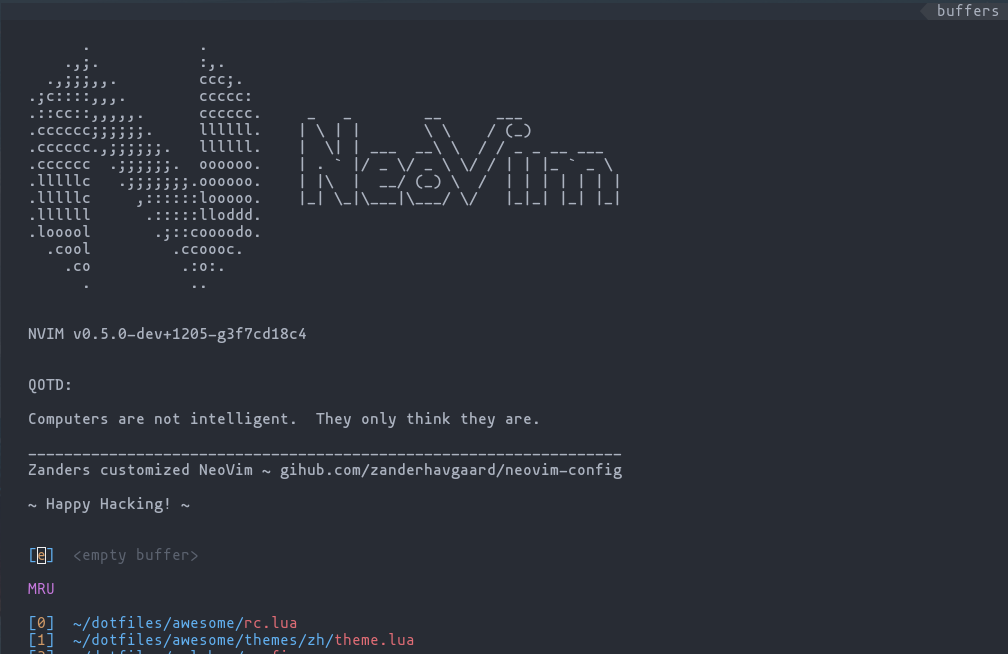 buffers
NeoVim
NVIM v0.5.0-dev+1205-g3f7cd18c4
QOTD:
Computers are not intelligent.  They only think they are.
Zanders customized NeoVim ~ gihub.com/zanderhavgaard/neovim-config
~ Happy Hacking! ~
[e]  <empty buffer>
MRU
[0]  ~/dotfiles/awesome/rc.lua
[1]  ~/dotfiles/awesome/themes/zh/theme.lua